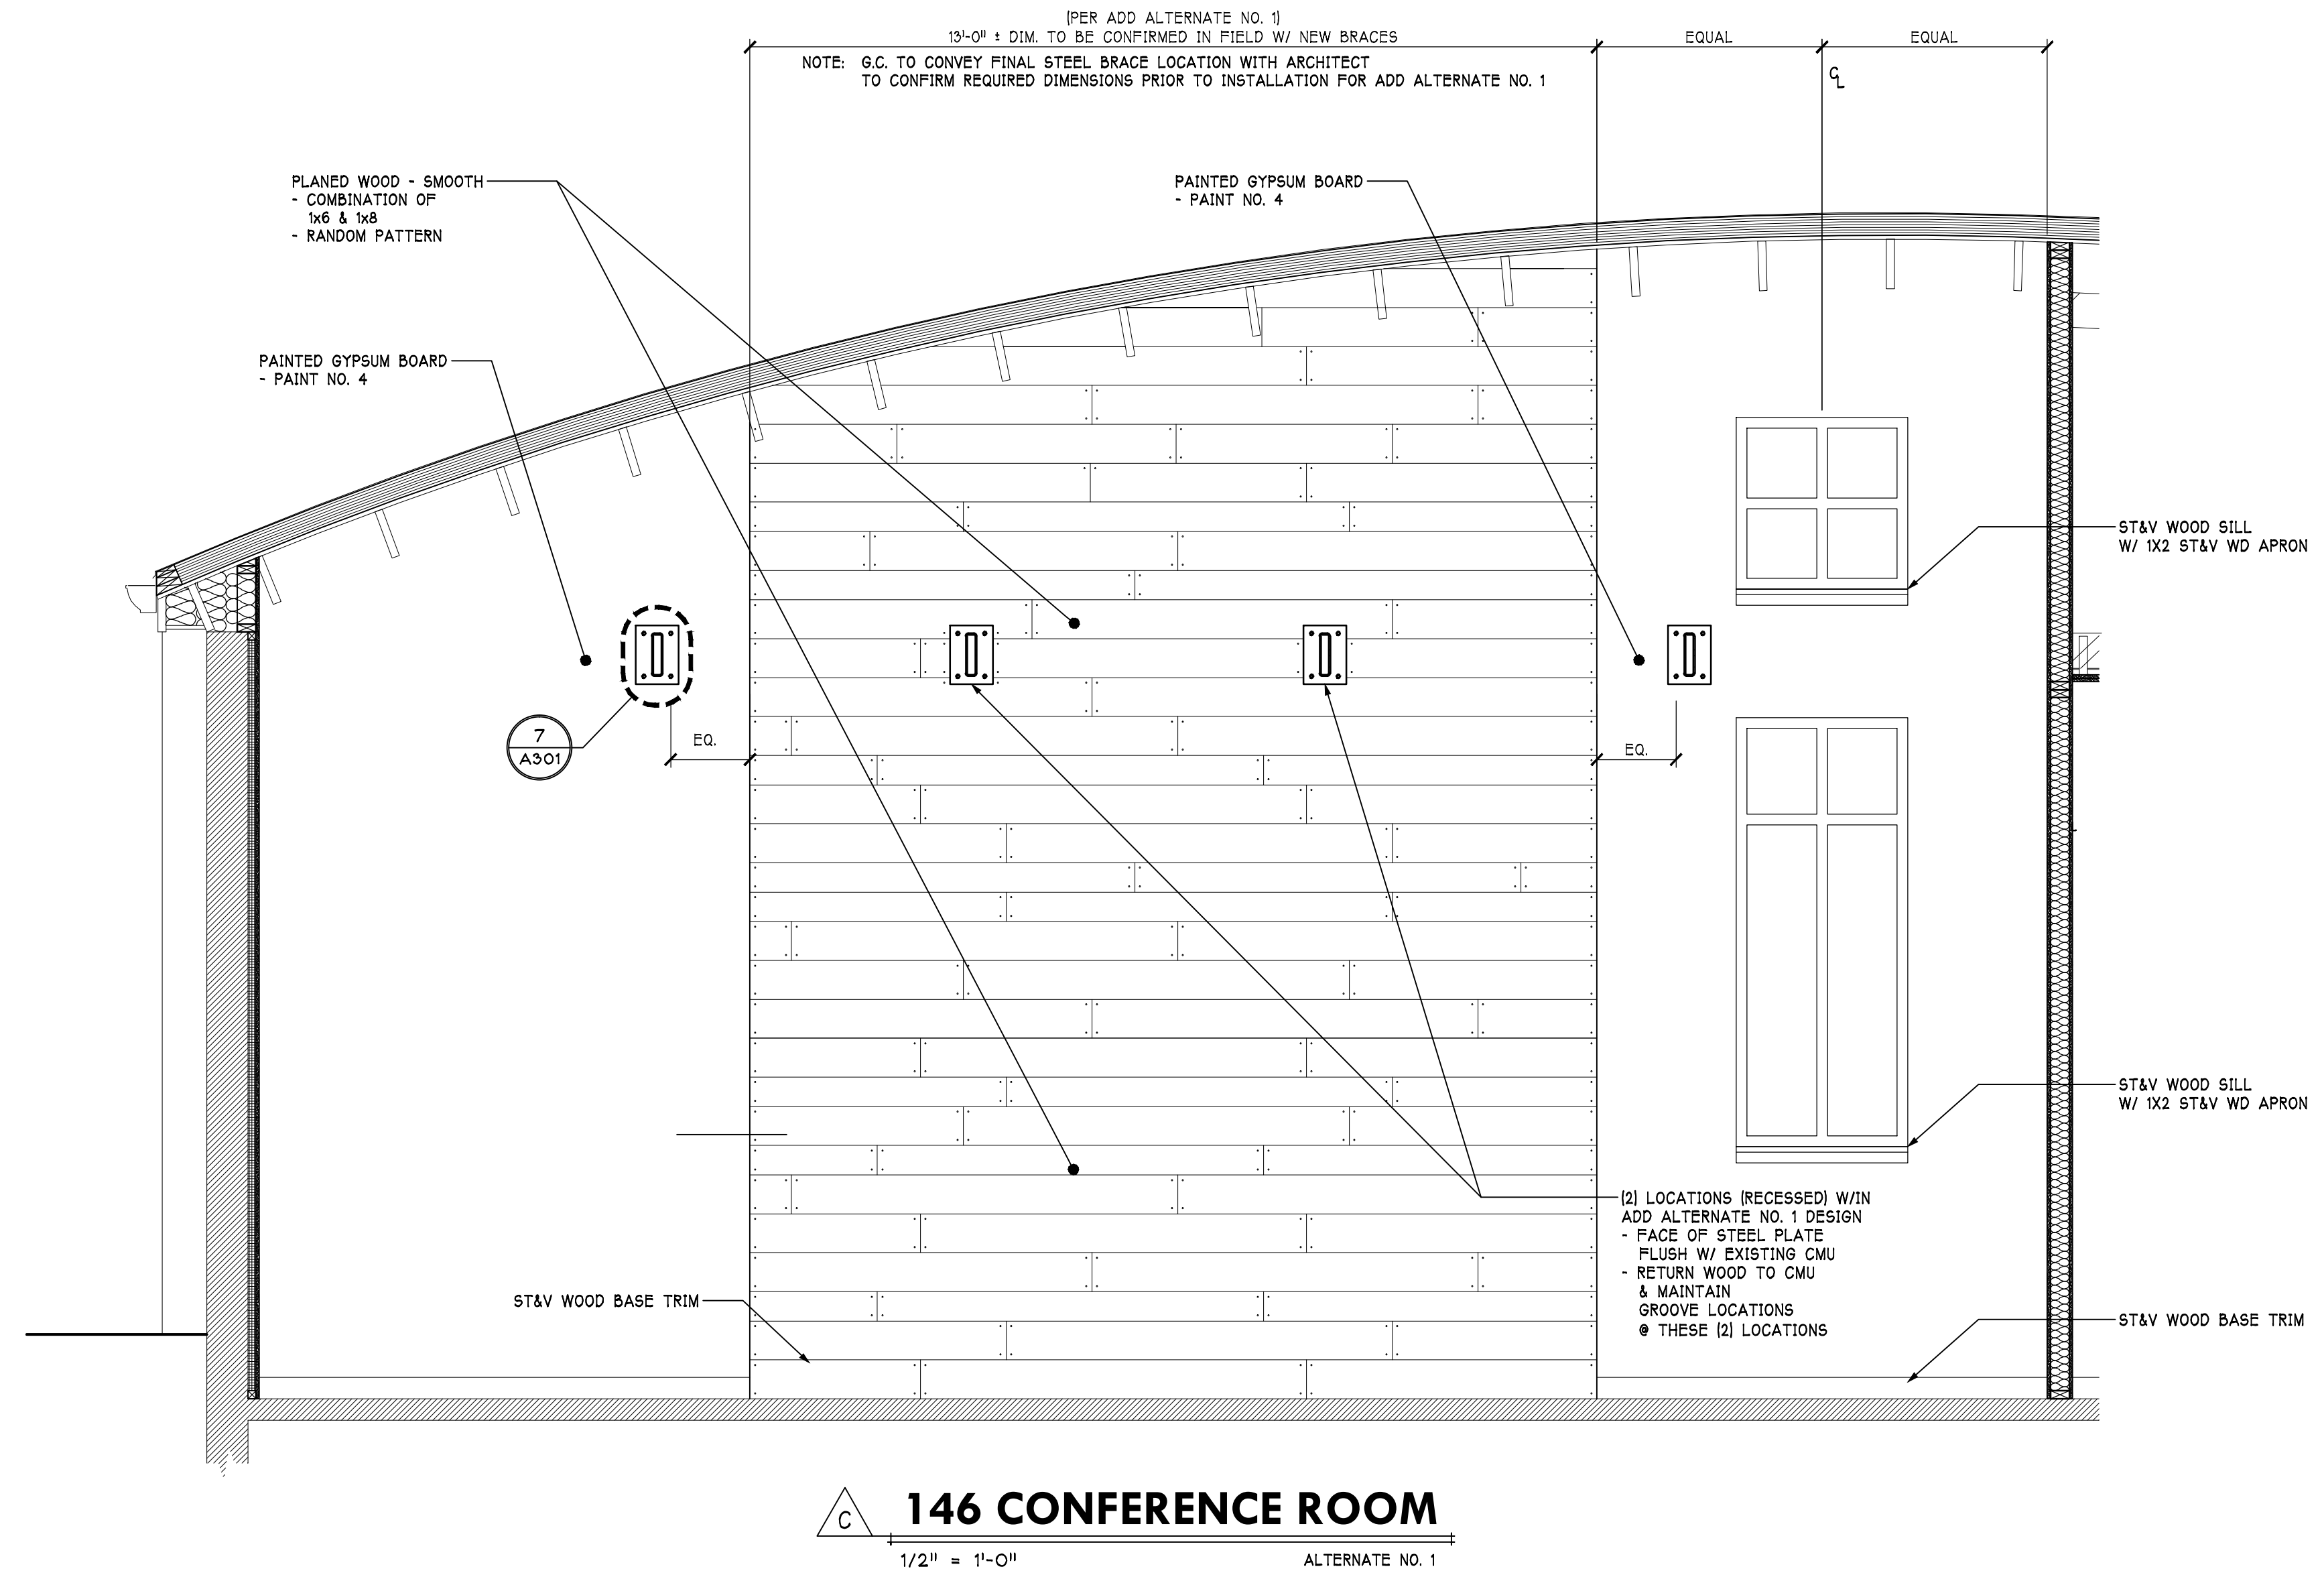 (PER ADD ALTERNATE NO. 1)
13'-0" ± DIM. TO BE CONFIRMED IN FIELD W/ NEW BRACES
EQUAL
EQUAL
NOTE: G.C. TO CONVEY FINAL STEEL BRACE LOCATION WITH ARCHITECT
TO CONFIRM REQUIRED DIMENSIONS PRIOR TO INSTALLATION FOR ADD ALTERNATE NO. 1
CL
PLANED WOOD - SMOOTH
- COMBINATION OF
1x6 & 1x8
- RANDOM PATTERN
PAINTED GYPSUM BOARD
- PAINT NO. 4
PAINTED GYPSUM BOARD
- PAINT NO. 4
ST&V WOOD SILL
W/ 1X2 ST&V WD APRON
7
A301
EQ.
EQ.
ST&V WOOD SILL
W/ 1X2 ST&V WD APRON
(2) LOCATIONS (RECESSED) W/IN
ADD ALTERNATE NO. 1 DESIGN
- FACE OF STEEL PLATE
FLUSH W/ EXISTING CMU
- RETURN WOOD TO CMU
& MAINTAIN
GROOVE LOCATIONS
@ THESE (2) LOCATIONS
ST&V WOOD BASE TRIM
ST&V WOOD BASE TRIM
C
146 CONFERENCE ROOM
1/2" = 1'-0"
ALTERNATE NO. 1